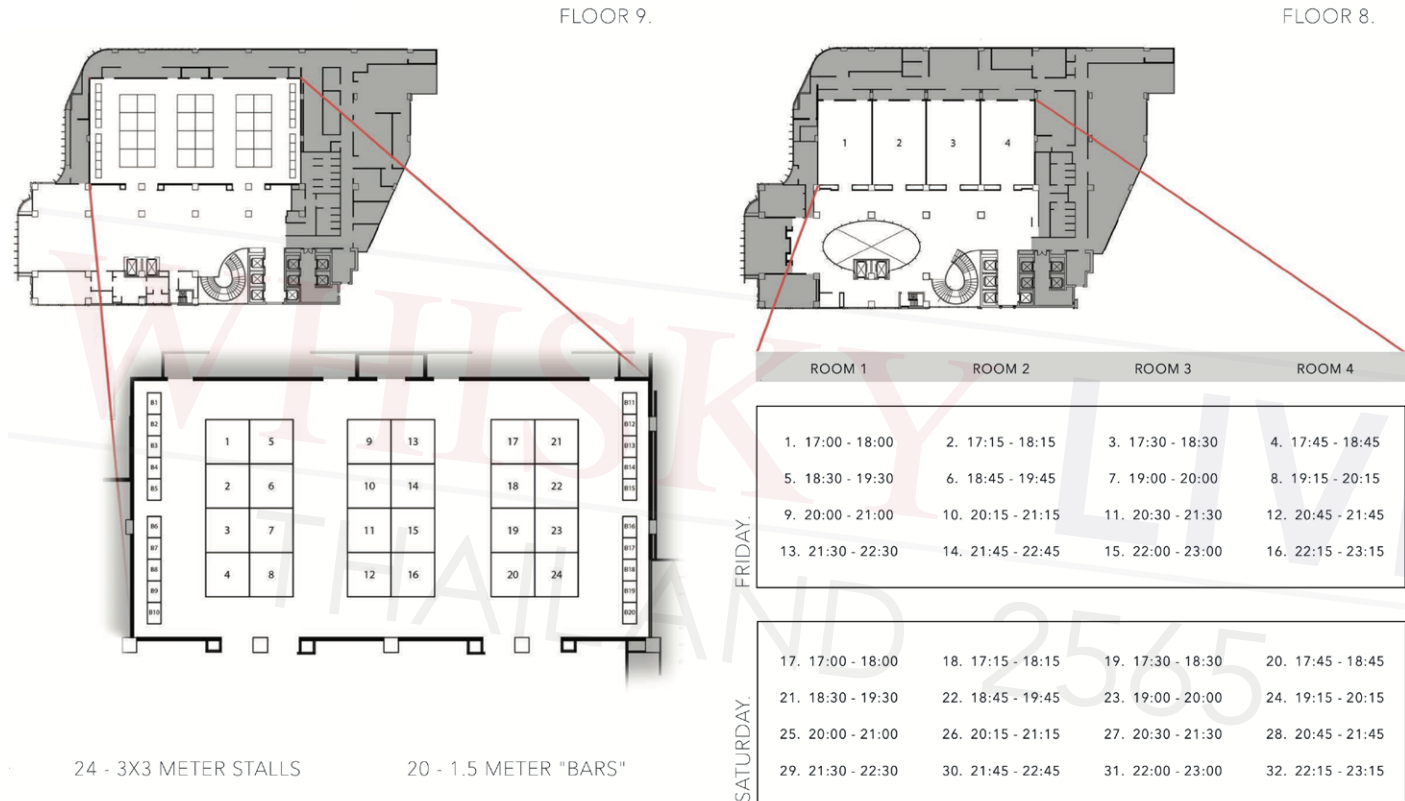 FLOOR 9.
FLOOR 8.
1 2 3 4
B1 B11
B2 B12
B3 B13
B4 B14
B5 B15
B6 B16
B7 B17
B8 B18
B9 B19
B10 B20
1 5 9 13 17 21
2 6 10 14 18 22
3 7 11 15 19 23
4 8 12 16 20 24
24 - 3X3 METER STALLS
20 - 1.5 METER "BARS"
ROOM 1 ROOM 2 ROOM 3 ROOM 4
FRIDAY.
1. 17:00 - 18:00 2. 17:15 - 18:15 3. 17:30 - 18:30 4. 17:45 - 18:45
5. 18:30 - 19:30 6. 18:45 - 19:45 7. 19:00 - 20:00 8. 19:15 - 20:15
9. 20:00 - 21:00 10. 20:15 - 21:15 11. 20:30 - 21:30 12. 20:45 - 21:45
13. 21:30 - 22:30 14. 21:45 - 22:45 15. 22:00 - 23:00 16. 22:15 - 23:15
SATURDAY.
17. 17:00 - 18:00 18. 17:15 - 18:15 19. 17:30 - 18:30 20. 17:45 - 18:45
21. 18:30 - 19:30 22. 18:45 - 19:45 23. 19:00 - 20:00 24. 19:15 - 20:15
25. 20:00 - 21:00 26. 20:15 - 21:15 27. 20:30 - 21:30 28. 20:45 - 21:45
29. 21:30 - 22:30 30. 21:45 - 22:45 31. 22:00 - 23:00 32. 22:15 - 23:15
WHISKY LIV
THAILAND 2565